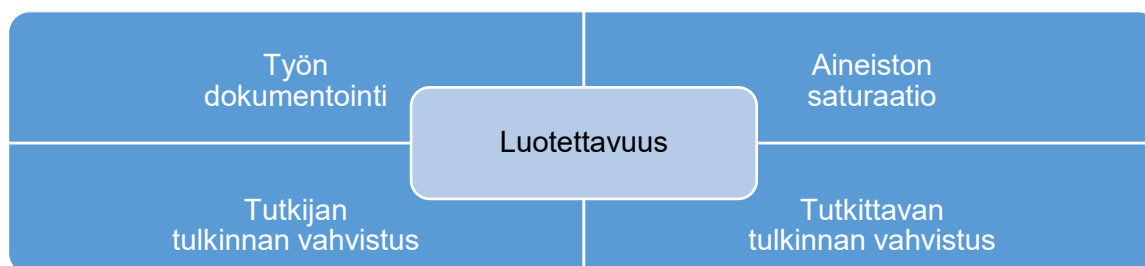 Työn
dokumentointi
Aineiston
saturaatio
Luotettavuus
Tutkijan
tulkinnan vahvistus
Tutkittavan
tulkinnan vahvistus